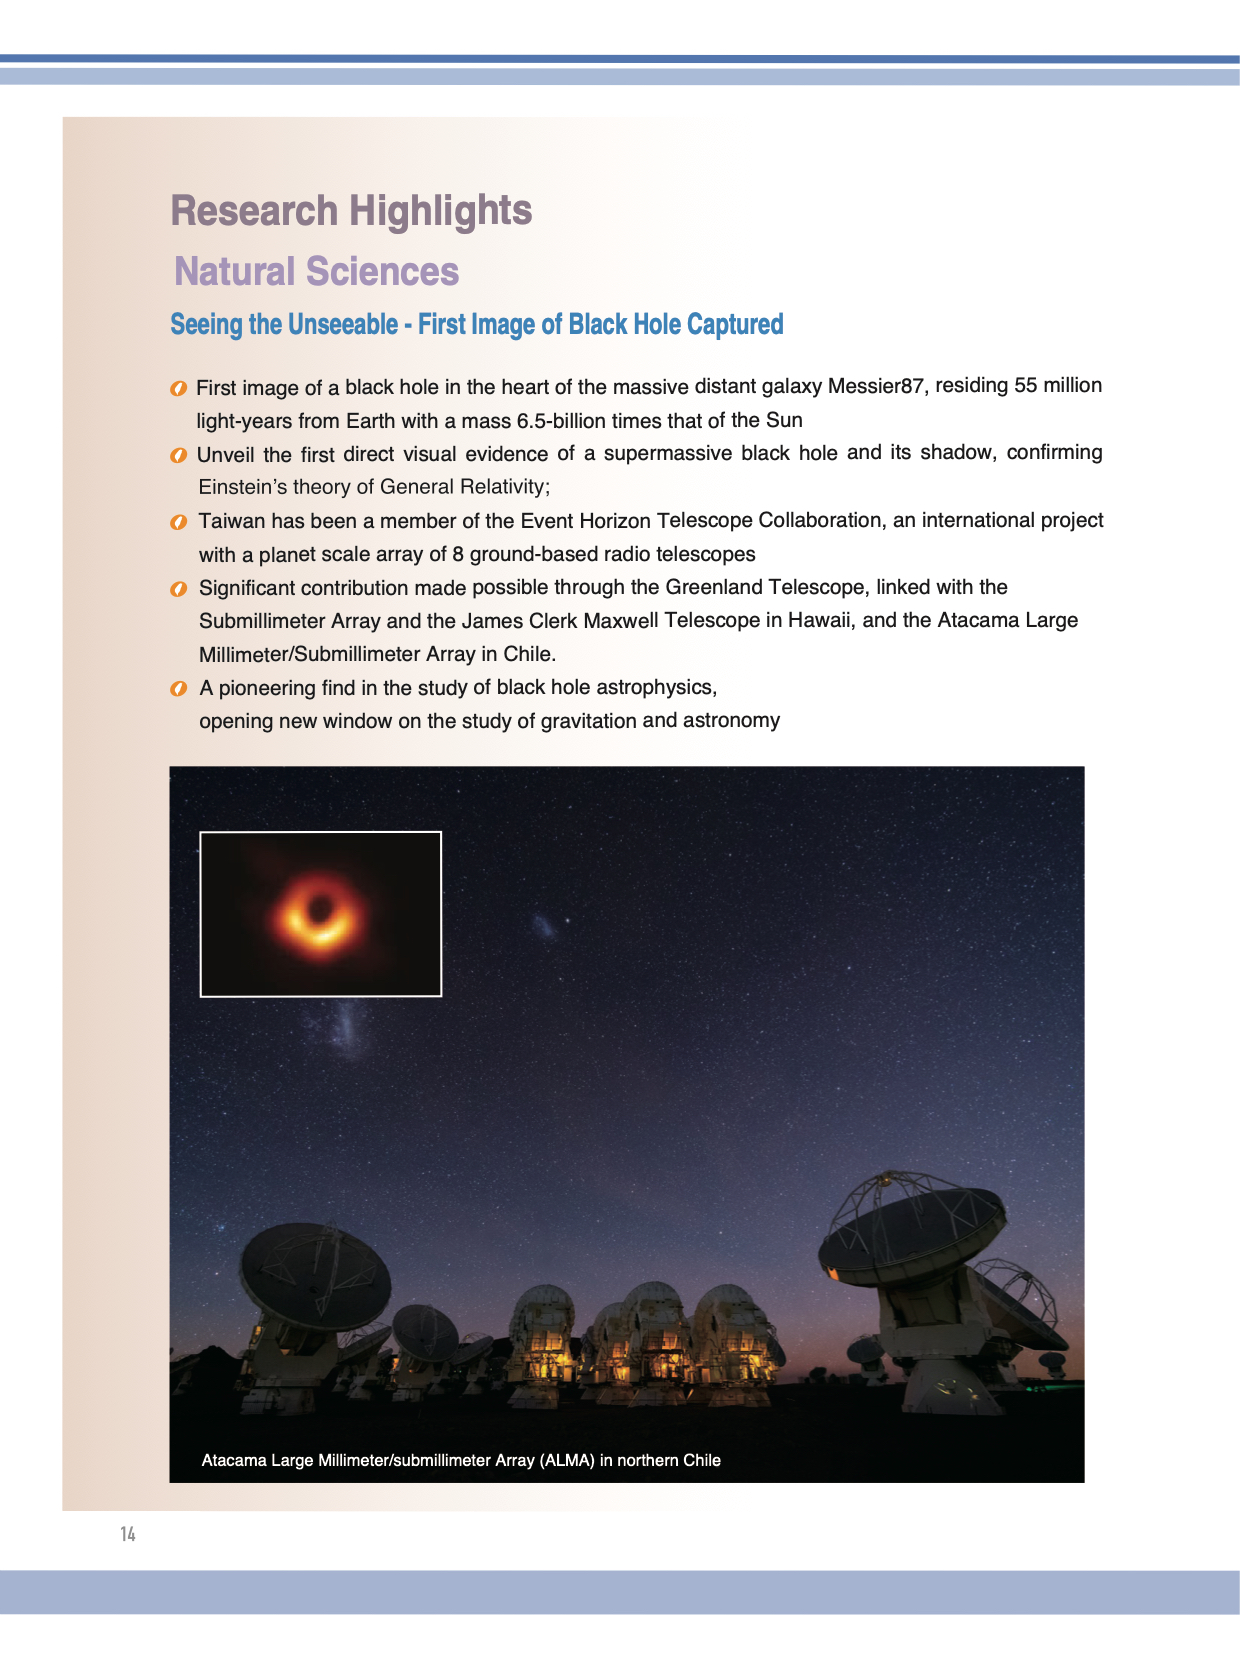 Research Highlights
Natural Sciences
Seeing the Unseeable - First Image of Black Hole Captured
First image of a black hole in the heart of the massive distant galaxy Messier87, residing 55 million
light-years from Earth with a mass 6.5-billion times that of the Sun
Unveil the first direct visual evidence of a supermassive black hole and its shadow, confirming
Einstein’s theory of General Relativity;
Taiwan has been a member of the Event Horizon Telescope Collaboration, an international project
with a planet scale array of 8 ground-based radio telescopes
Significant contribution made possible through the Greenland Telescope, linked with the
Submillimeter Array and the James Clerk Maxwell Telescope in Hawaii, and the Atacama Large
Millimeter/Submillimeter Array in Chile.
A pioneering find in the study of black hole astrophysics,
opening new window on the study of gravitation and astronomy
Atacama Large Millimeter/submillimeter Array (ALMA) in northern Chile
14